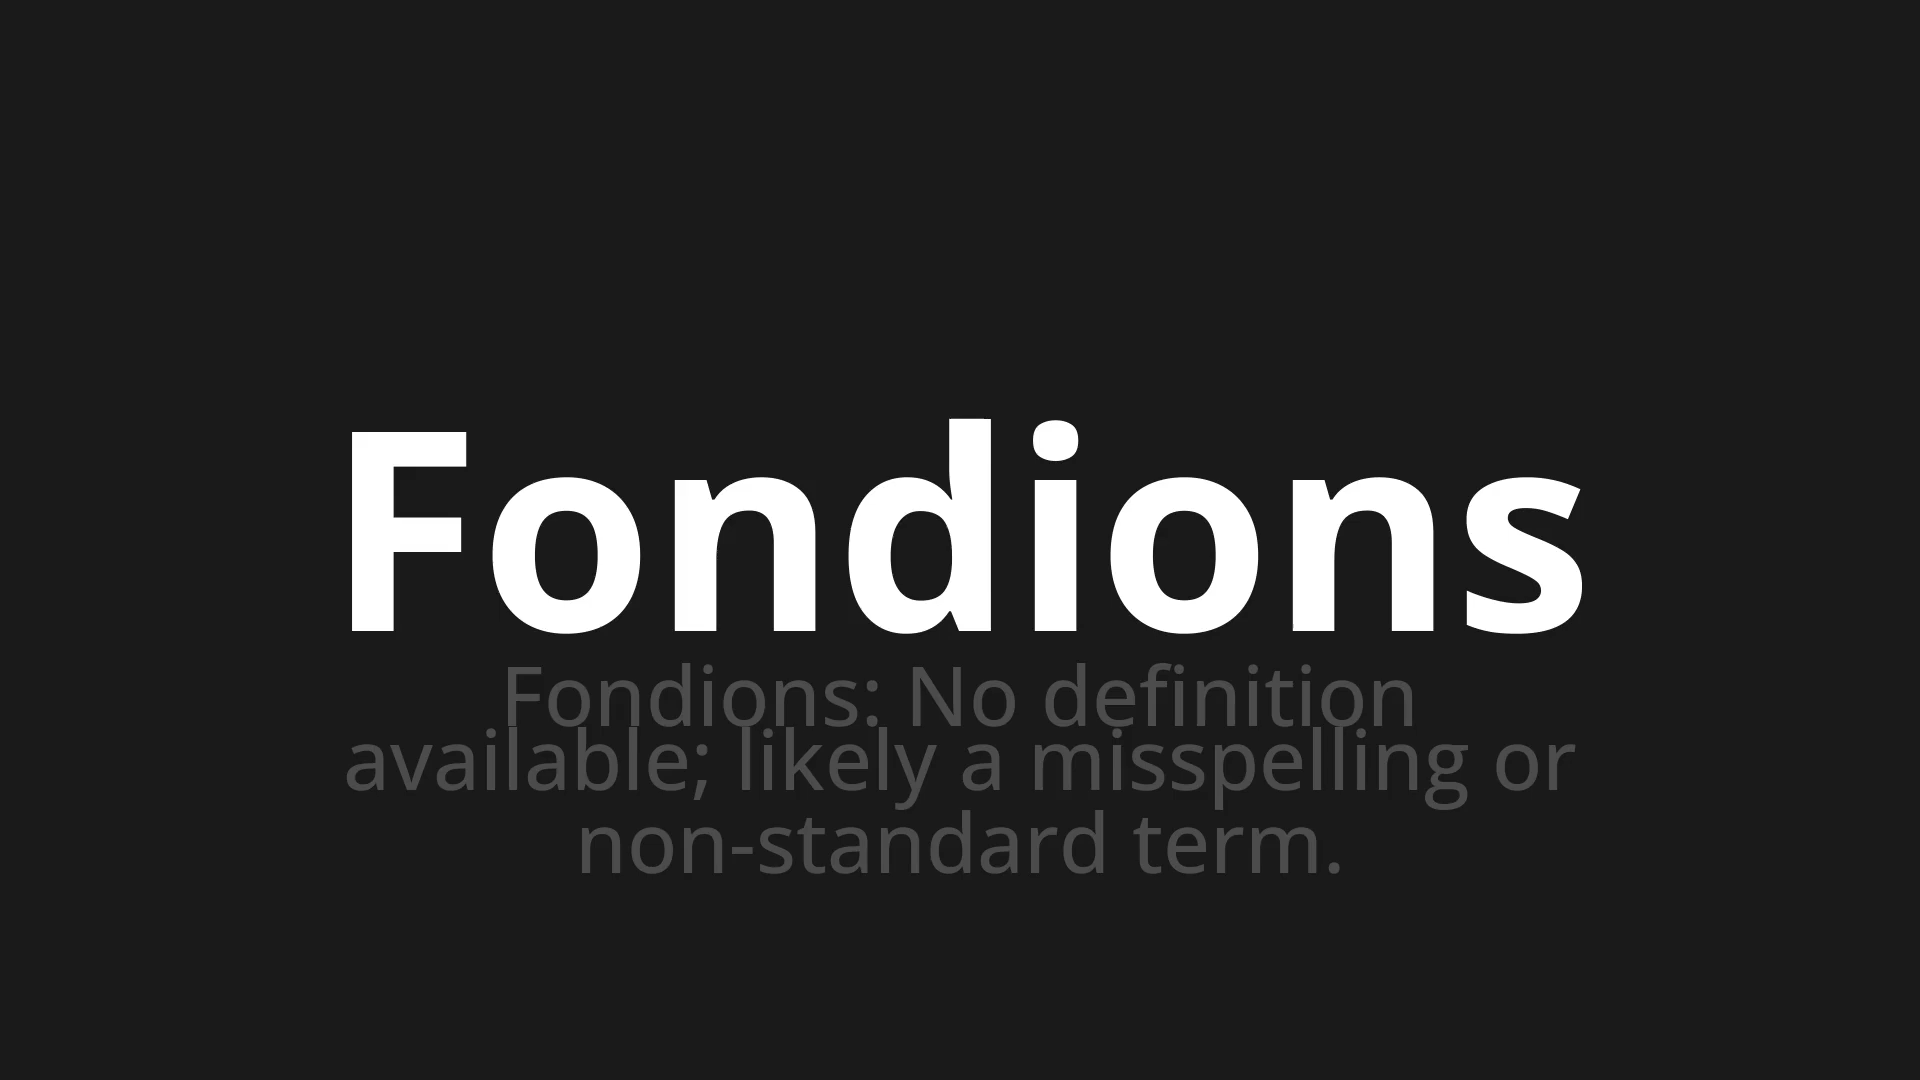 Fondions
Fondions: No definition
available; likely a misspelling or
non-standard term.